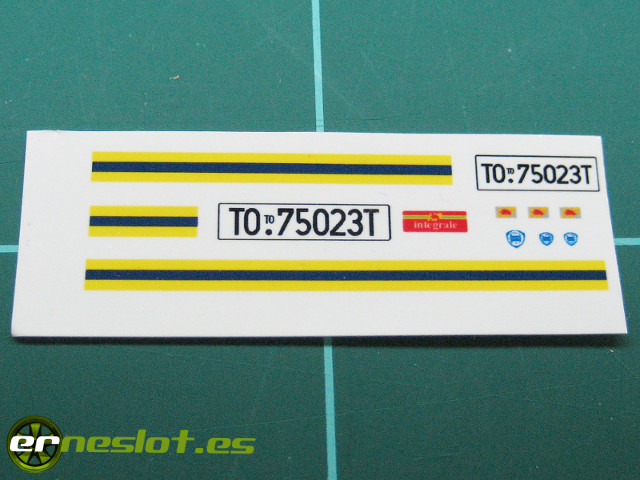 TO TO.75023T
TO TO.75023T
integrale
erneslot.es